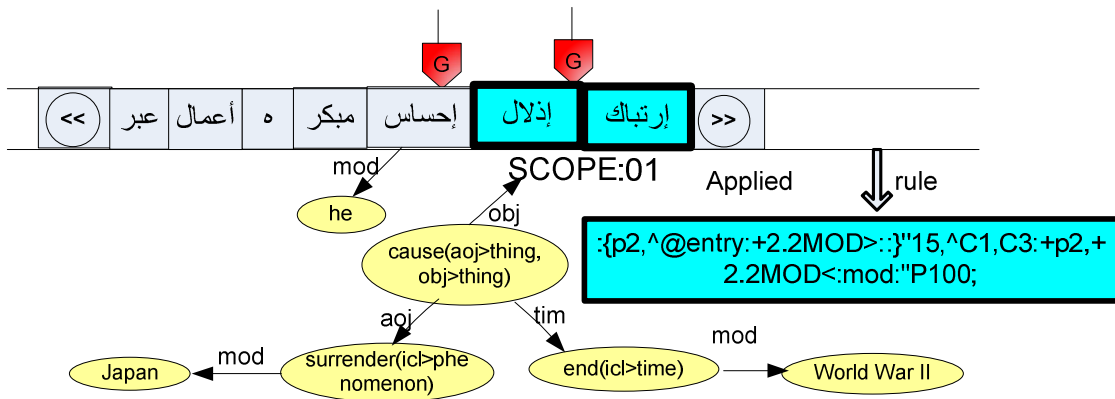 G
G
<< عبر أعمال ه مبكر إحساس إذلال إرتباك >>
mod
SCOPE:01
Applied
rule
he
obj
cause(aoj>thing,
obj>thing)
:{p2,^@entry:+2.2MOD>::}"15,^C1,C3:+p2,+
2.2MOD<:mod:"P100;
aoj
tim
mod
mod
Japan
surrender(icl>phe
nomenon)
end(icl>time)
World War II